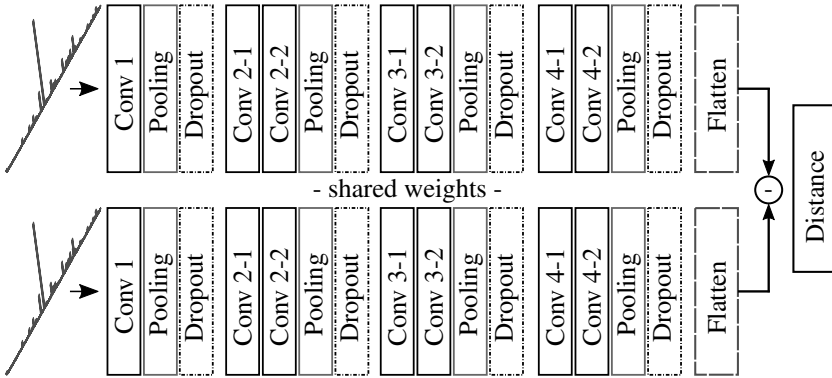 Conv 1
Pooling
Dropout
Conv 2-1
Conv 2-2
Pooling
Dropout
Conv 3-1
Conv 3-2
Pooling
Dropout
Conv 4-1
Conv 4-2
Pooling
Dropout
Flatten
- shared weights -
-
Distance
Conv 1
Pooling
Dropout
Conv 2-1
Conv 2-2
Pooling
Dropout
Conv 3-1
Conv 3-2
Pooling
Dropout
Conv 4-1
Conv 4-2
Pooling
Dropout
Flatten